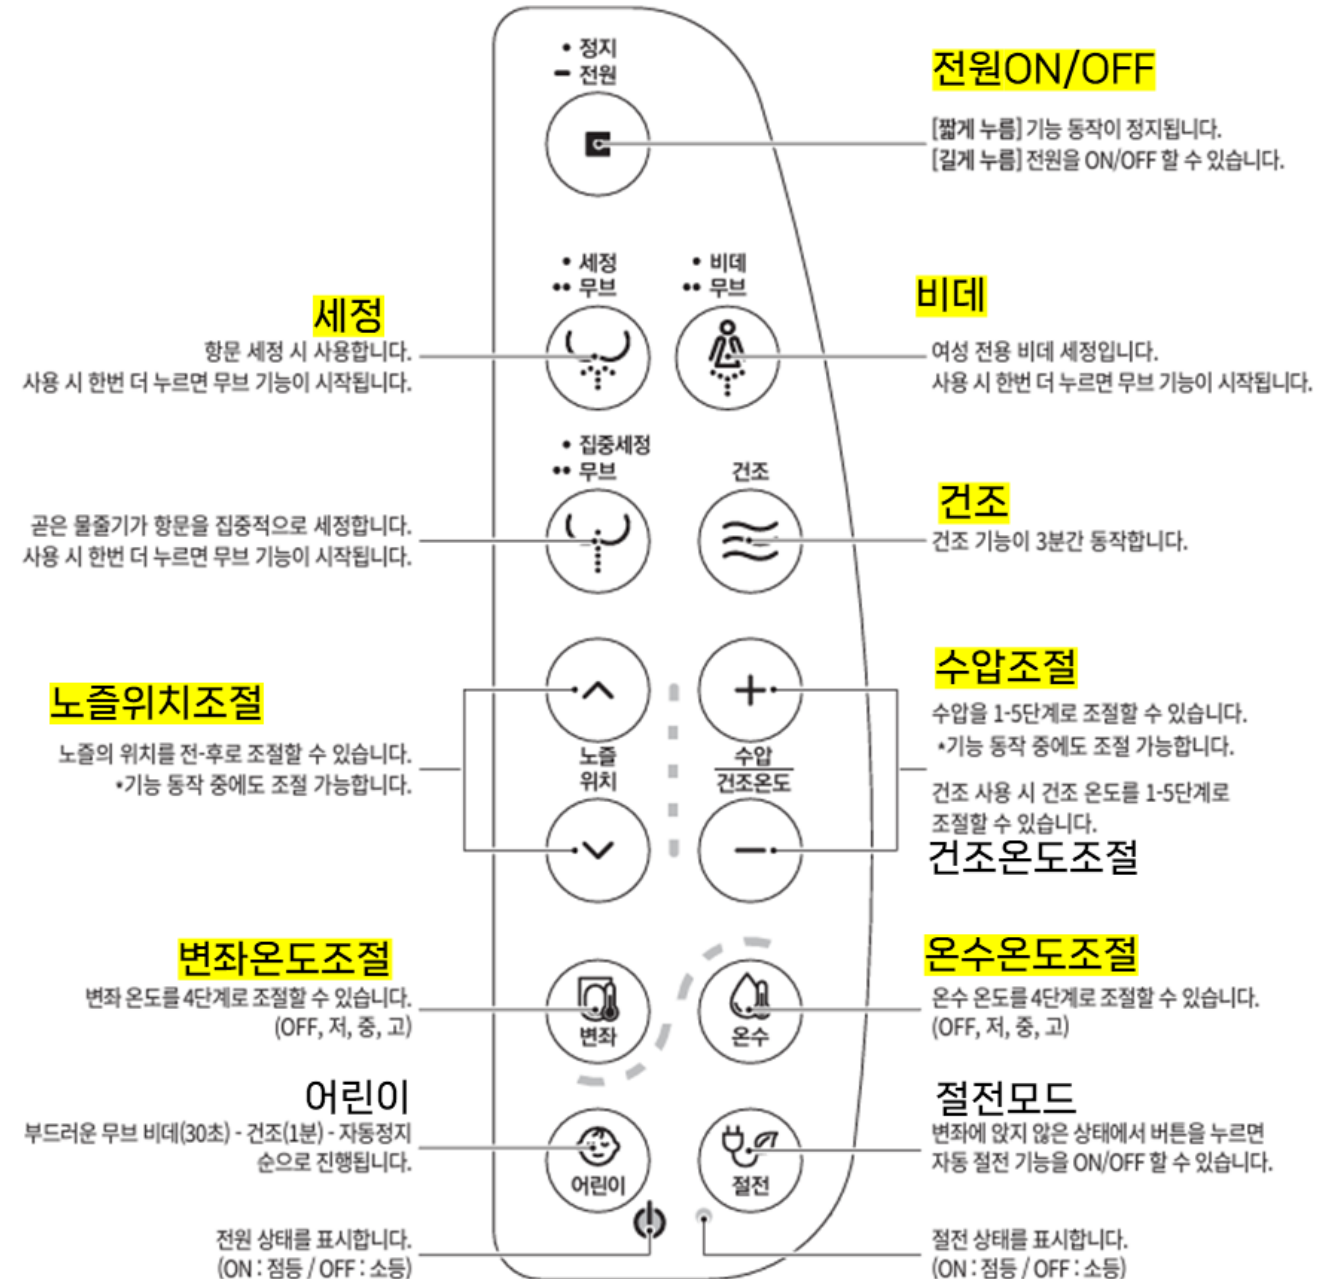 • 정지
━ 전원
전원ON/OFF
[짧게 누름] 기능 동작이 정지됩니다.
[길게 누름] 전원을 ON/OFF 할 수 있습니다.
• 세정
•• 무브
• 비데
•• 무브
세정
항문 세정 시 사용합니다.
사용 시 한번 더 누르면 무브 기능이 시작됩니다.
비데
여성 전용 비데 세정입니다.
사용 시 한번 더 누르면 무브 기능이 시작됩니다.
• 집중세정
•• 무브
건조
곧은 물줄기가 항문을 집중적으로 세정합니다.
사용 시 한번 더 누르면 무브 기능이 시작됩니다.
건조
건조 기능이 3분간 동작합니다.
노즐위치조절
노즐의 위치를 전-후로 조절할 수 있습니다.
*기능 동작 중에도 조절 가능합니다.
노즐
위치
수압
건조온도
수압조절
수압을 1-5단계로 조절할 수 있습니다.
*기능 동작 중에도 조절 가능합니다.
건조 사용 시 건조 온도를 1-5단계로
조절할 수 있습니다.
건조온도조절
변좌온도조절
변좌 온도를 4단계로 조절할 수 있습니다.
(OFF, 저, 중, 고)
변좌
온수
온수온도조절
온수 온도를 4단계로 조절할 수 있습니다.
(OFF, 저, 중, 고)
어린이
부드러운 무브 비데(30초) - 건조(1분) - 자동정지
순으로 진행됩니다.
어린이
절전
절전모드
변좌에 앉지 않은 상태에서 버튼을 누르면
자동 절전 기능을 ON/OFF 할 수 있습니다.
전원 상태를 표시합니다.
(ON : 점등 / OFF : 소등)
절전 상태를 표시합니다.
(ON : 점등 / OFF : 소등)